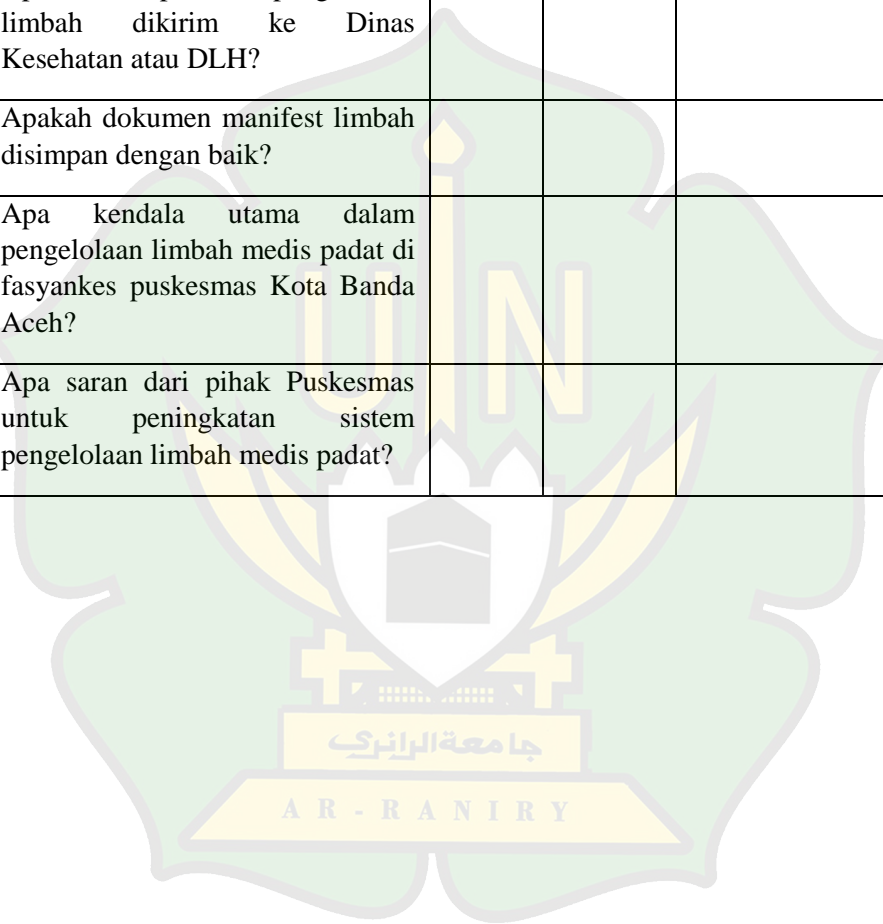 limbah dikirim ke Dinas
Kesehatan atau DLH?
Apakah dokumen manifest limbah
disimpan dengan baik?
Apa kendala utama dalam
pengelolaan limbah medis padat di
fasyankes puskesmas Kota Banda
Aceh?
Apa saran dari pihak Puskesmas
untuk peningkatan sistem
pengelolaan limbah medis padat?
UIN
جامعةالرانري
AR-RANIRY